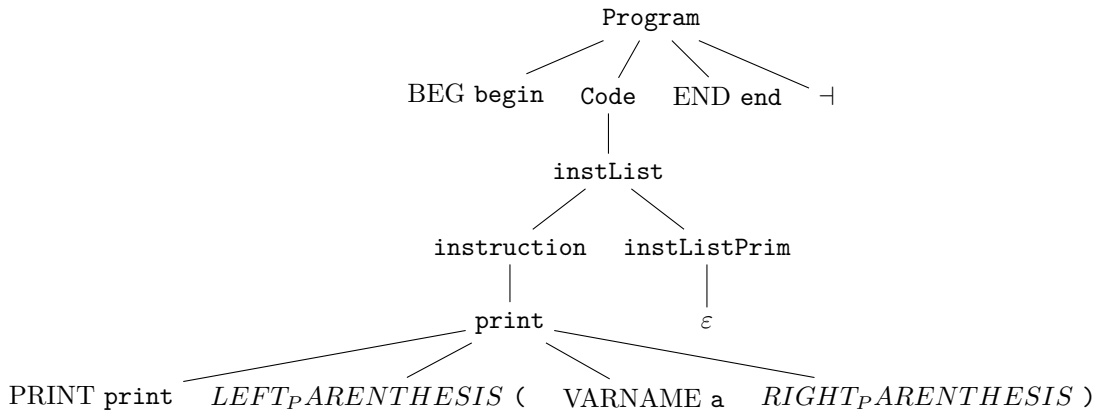 Program
BEG begin Code END end ⊣
instList
instruction instListPrim
print ε
PRINT print LEFT_PARENTHESIS ( VARNAME a RIGHT_PARENTHESIS )